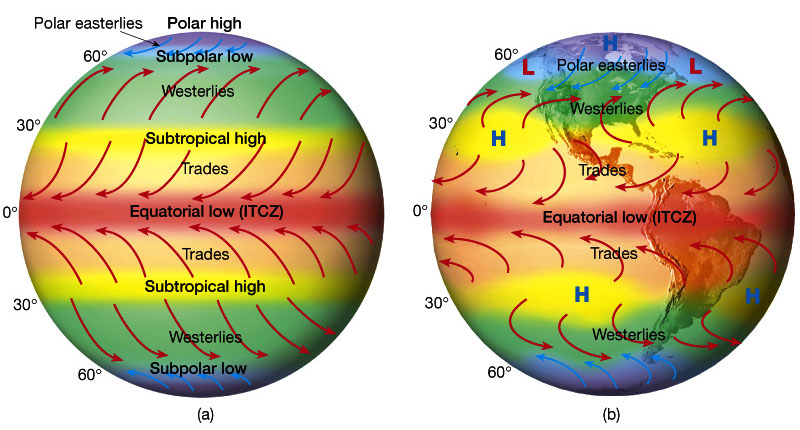 Polar high
Polar easterlies
60°
Subpolar low
Westerlies
30°
Subtropical high
Trades
0°
Equatorial low (ITCZ)
Trades
Subtropical high
30°
Westerlies
Subpolar low
60°
(a)
H
60°
L
Polar easterlies
L
Westerlies
30°
H
H
Trades
0°
Equatorial low (ITCZ)
Trades
30°
H
H
Westerlies
60°
(b)